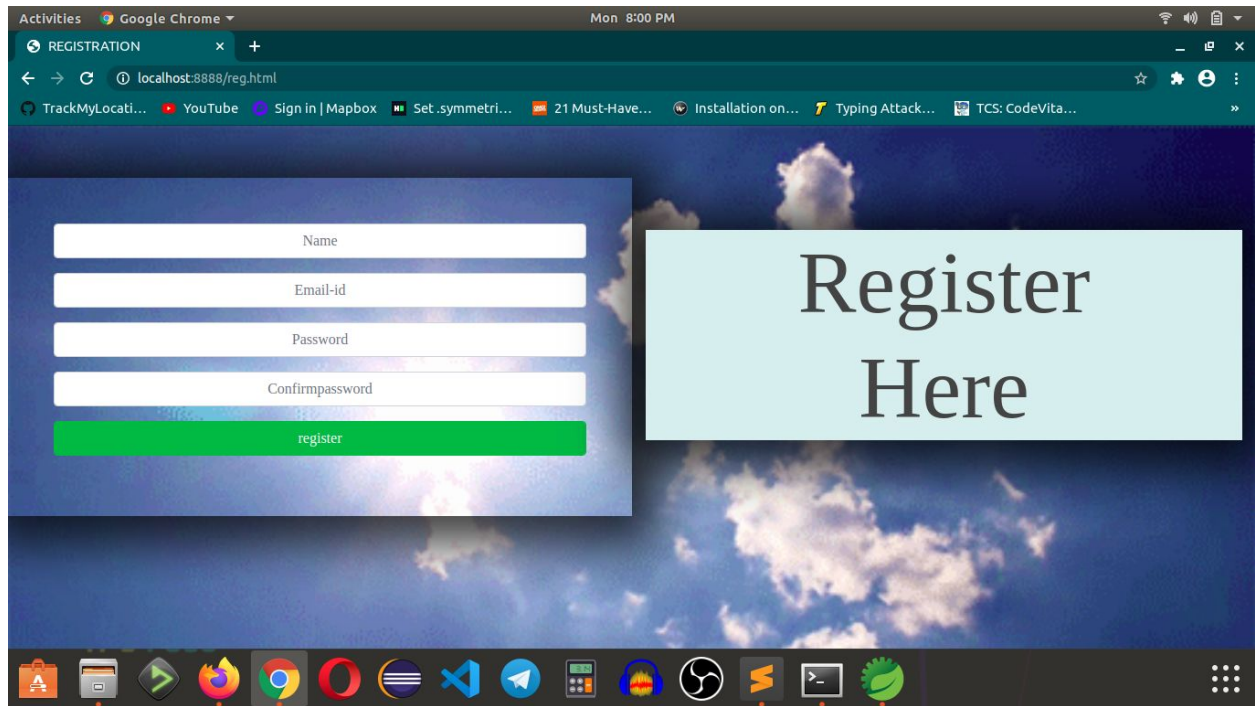 Activities Google Chrome Mon 8:00 PM
REGISTRATION
localhost:8888/reg.html
TrackMyLocati... YouTube Sign in | Mapbox Set .symmetri... 21 Must-Have... Installation on... Typing Attack... TCS: CodeVita...
Name
Email-id
Password
Confirmpassword
register
Register
Here